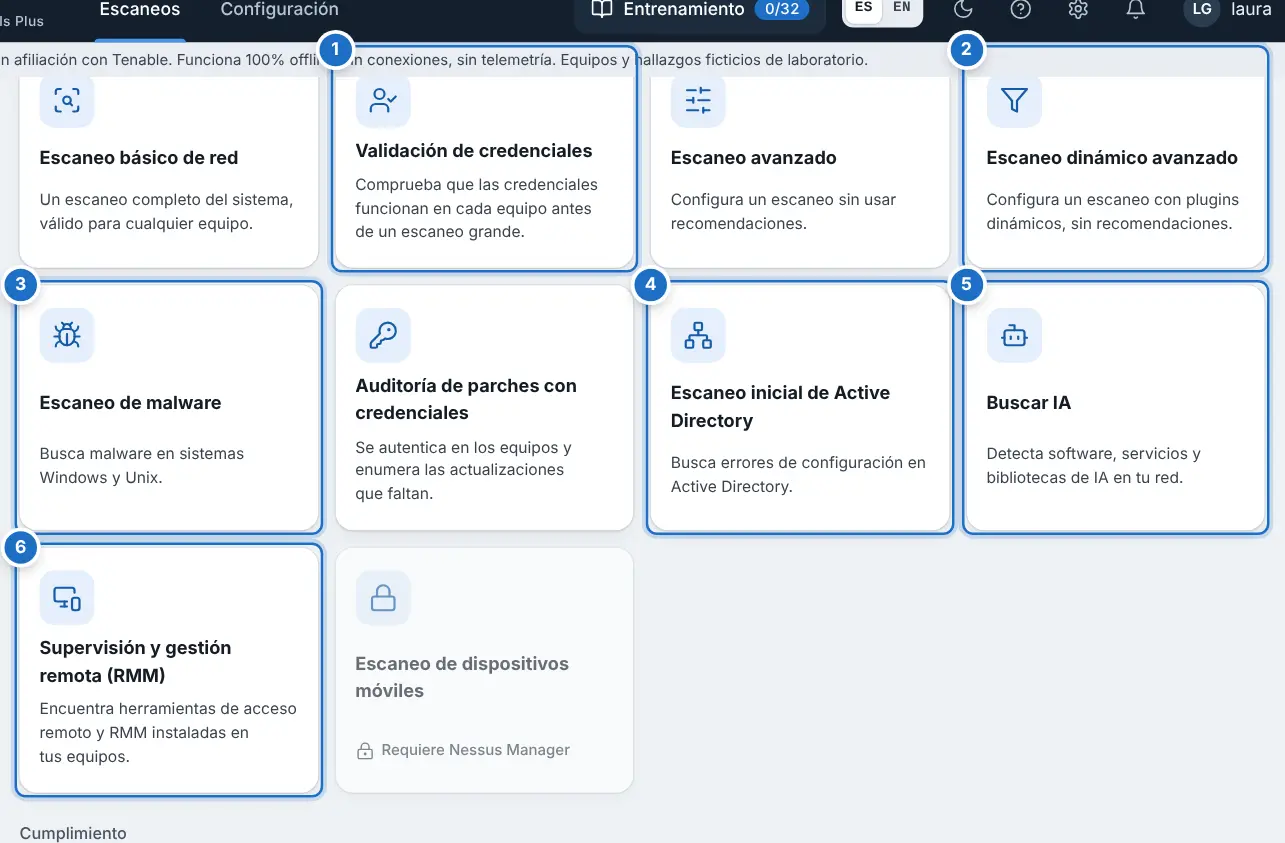 ls Plus
Escaneos
Configuración
Entrenamiento 0/32
ES EN
LG laura
n afiliación con Tenable. Funciona 100% offli n conexiones, sin telemetría. Equipos y hallazgos ficticios de laboratorio.
1
2
Escaneo básico de red
Un escaneo completo del sistema,
válido para cualquier equipo.
Validación de credenciales
Comprueba que las credenciales
funcionan en cada equipo antes
de un escaneo grande.
Escaneo avanzado
Configura un escaneo sin usar
recomendaciones.
Escaneo dinámico avanzado
Configura un escaneo con plugins
dinámicos, sin recomendaciones.
3
4
5
Escaneo de malware
Busca malware en sistemas
Windows y Unix.
Auditoría de parches con
credenciales
Se autentica en los equipos y
enumera las actualizaciones
que faltan.
Escaneo inicial de Active
Directory
Busca errores de configuración en
Active Directory.
Buscar IA
Detecta software, servicios y
bibliotecas de IA en tu red.
6
Supervisión y gestión
remota (RMM)
Encuentra herramientas de acceso
remoto y RMM instaladas en
tus equipos.
Escaneo de dispositivos
móviles
Requiere Nessus Manager
Cumplimiento